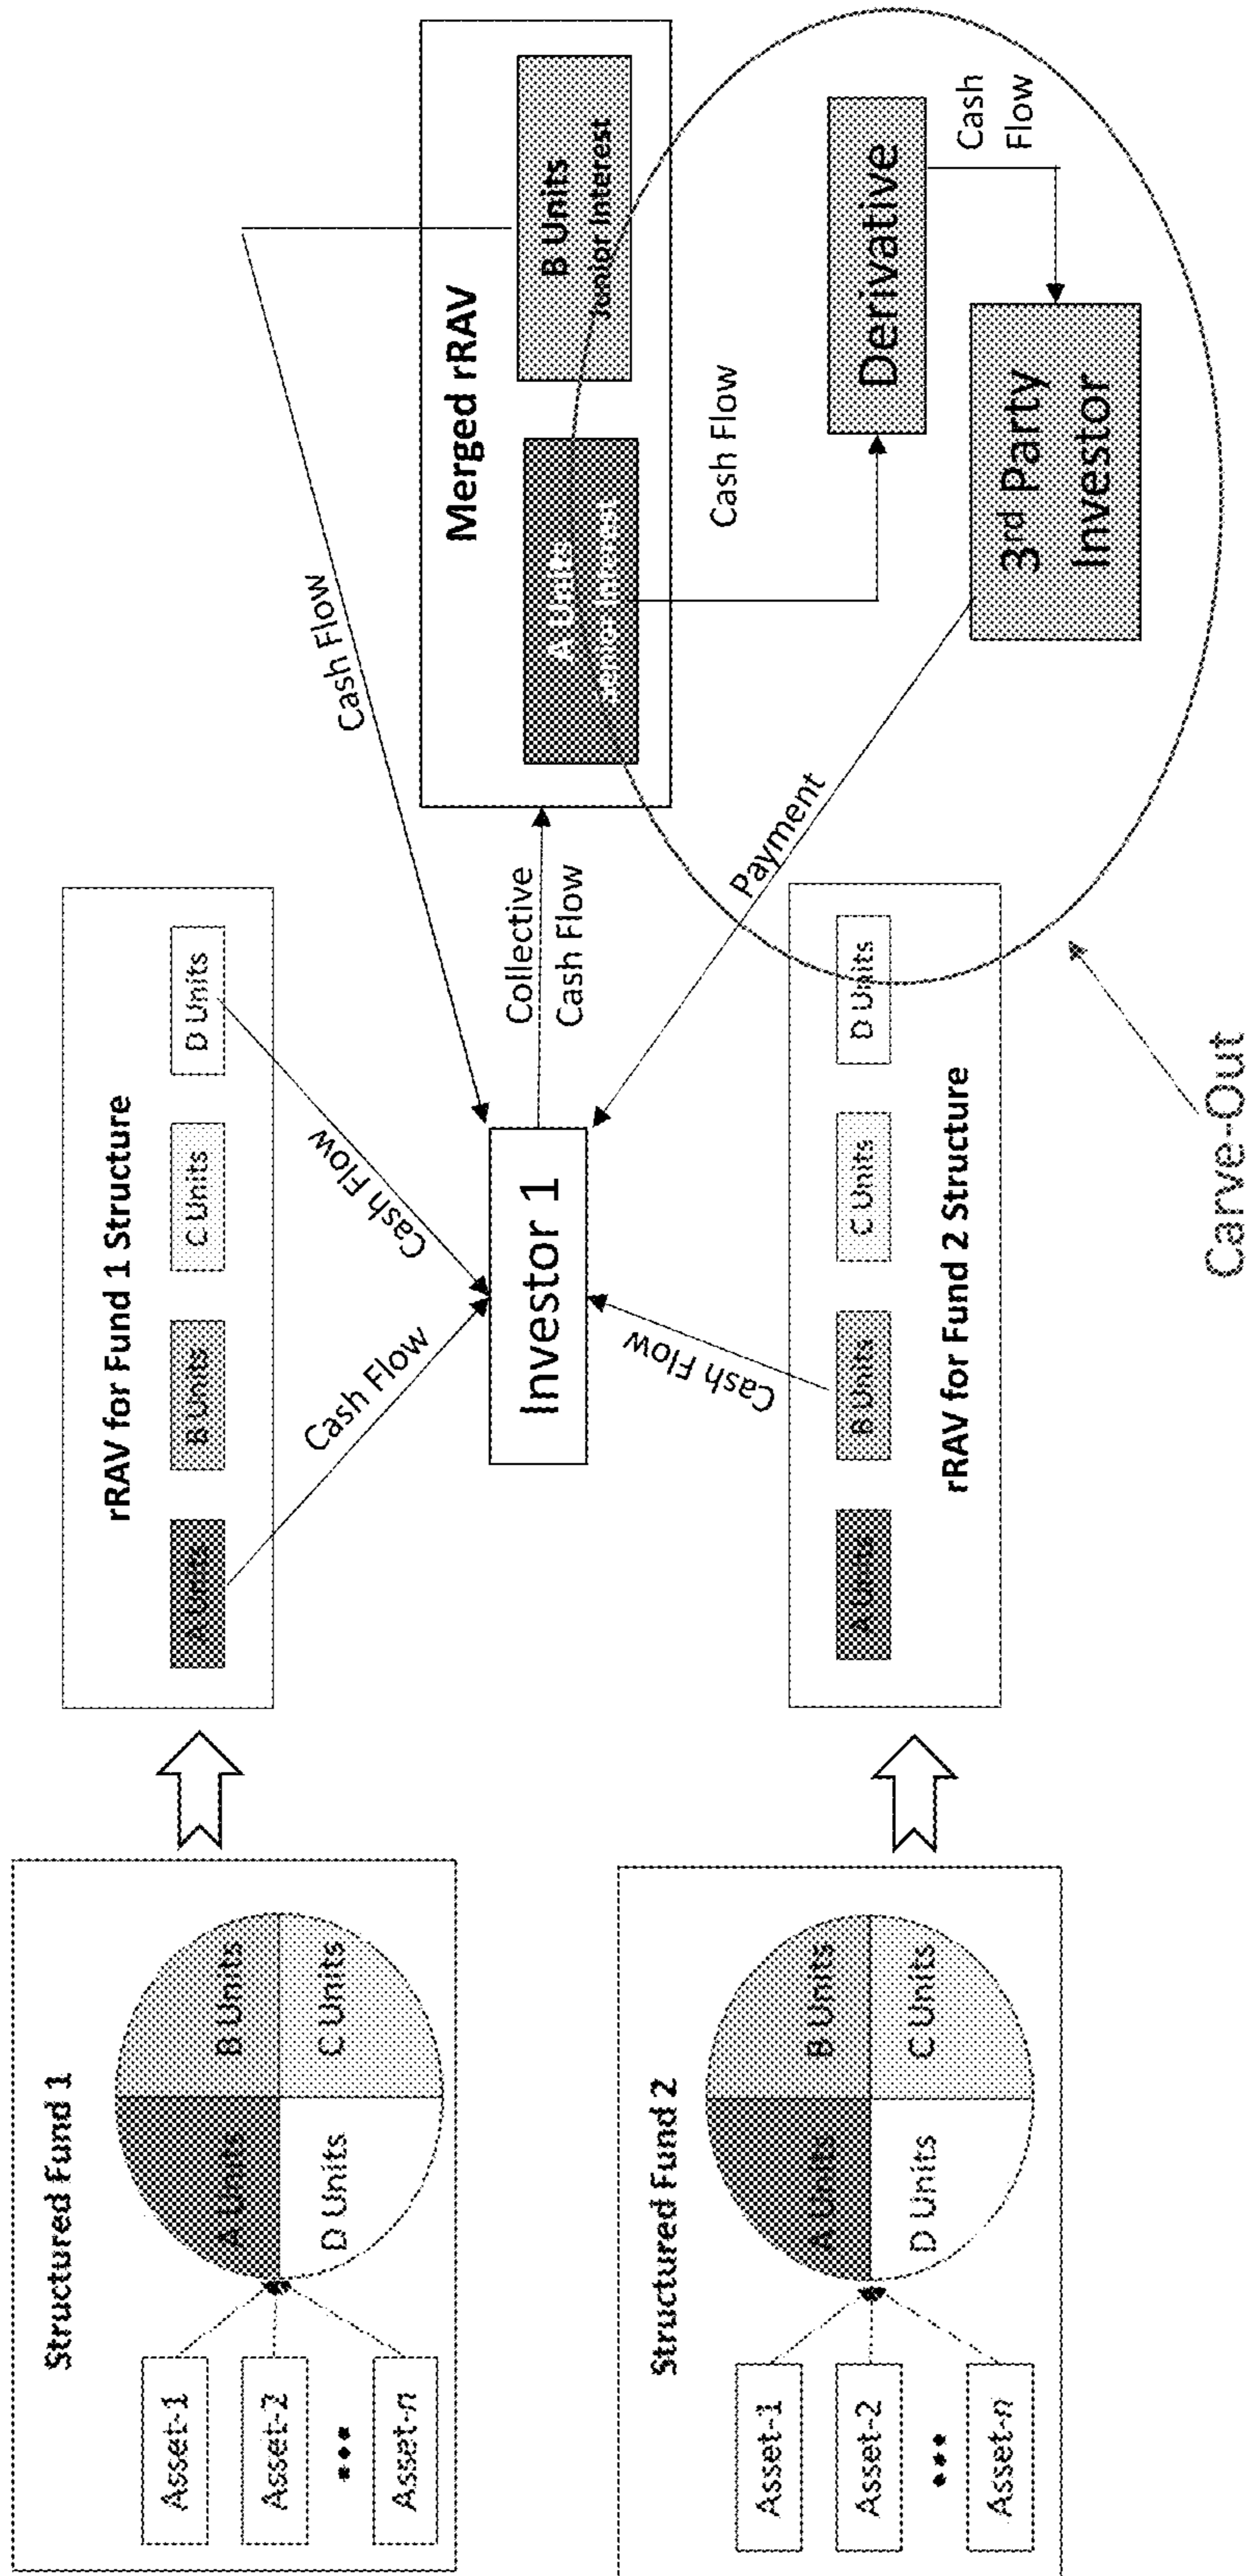 Structured Fund 1
Asset-1
Asset-2
•••
Asset-n
A Units
B Units
D Units
C Units
rRAV for Fund 1 Structure
A Units
B Units
C Units
D Units
Cash Flow
Cash Flow
Cash Flow
Structured Fund 2
Asset-1
Asset-2
•••
Asset-n
A Units
B Units
D Units
C Units
Investor 1
Collective
Cash Flow
Cash Flow
A Units
B Units
C Units
D Units
rRAV for Fund 2 Structure
Merged rRAV
A Units
Senior Interest
B Units
Junior Interest
Cash Flow
Payment
Derivative
Cash
Flow
3rd Party
Investor
Carve-Out